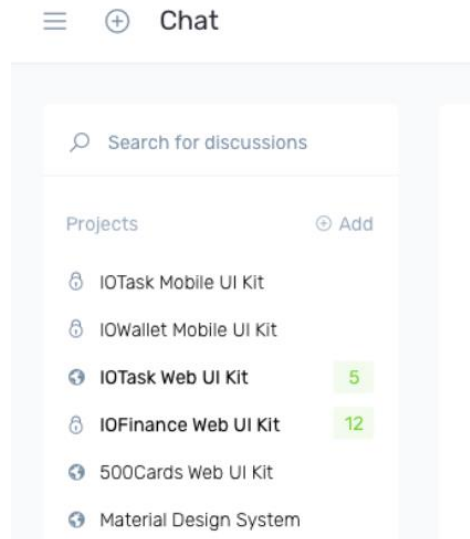 Chat
Search for discussions
Projects Add
IOTask Mobile UI Kit
IOWallet Mobile UI Kit
IOTask Web UI Kit 5
IOFinance Web UI Kit 12
500Cards Web UI Kit
Material Design System